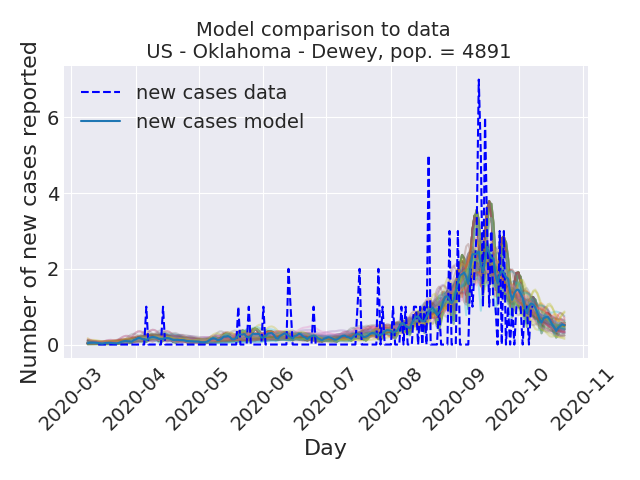 Model comparison to data
US - Oklahoma - Dewey, pop. = 4891
new cases data
new cases model
Number of new cases reported
6
4
2
0
2020-03
2020-04
2020-05
2020-06
2020-07
2020-08
2020-09
2020-10
2020-11
Day